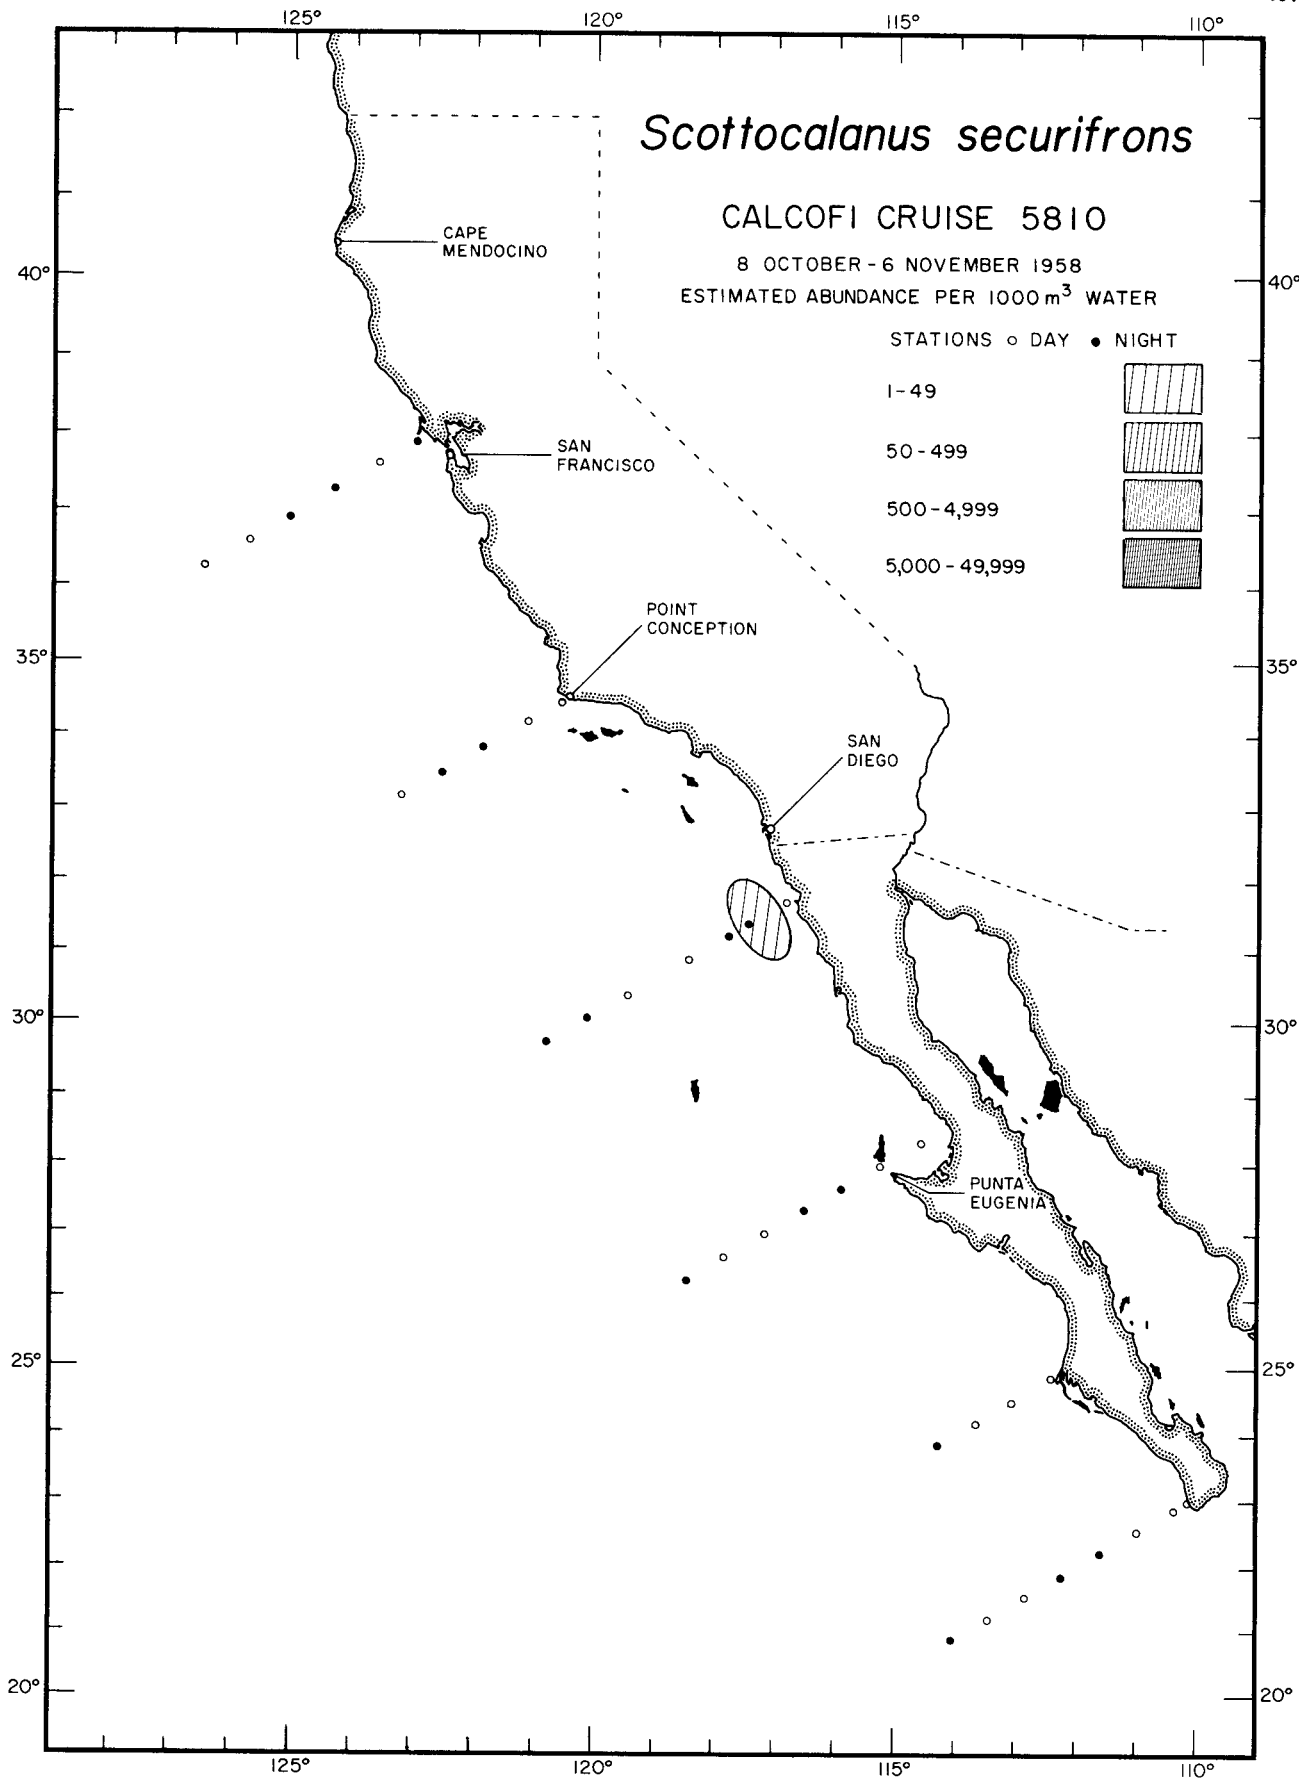 125° 120° 115° 110°
Scottocalanus securifrons
CALCOFI CRUISE 5810
8 OCTOBER - 6 NOVEMBER 1958
ESTIMATED ABUNDANCE PER 1000 m³ WATER
STATIONS ○ DAY ● NIGHT
1-49
50-499
500-4,999
5,000-49,999
CAPE
MENDOCINO
40° 40°
SAN
FRANCISCO
POINT
CONCEPTION
35° 35°
SAN
DIEGO
30° 30°
PUNTA
EUGENIA
25° 25°
20° 20°
125° 120° 115° 110°